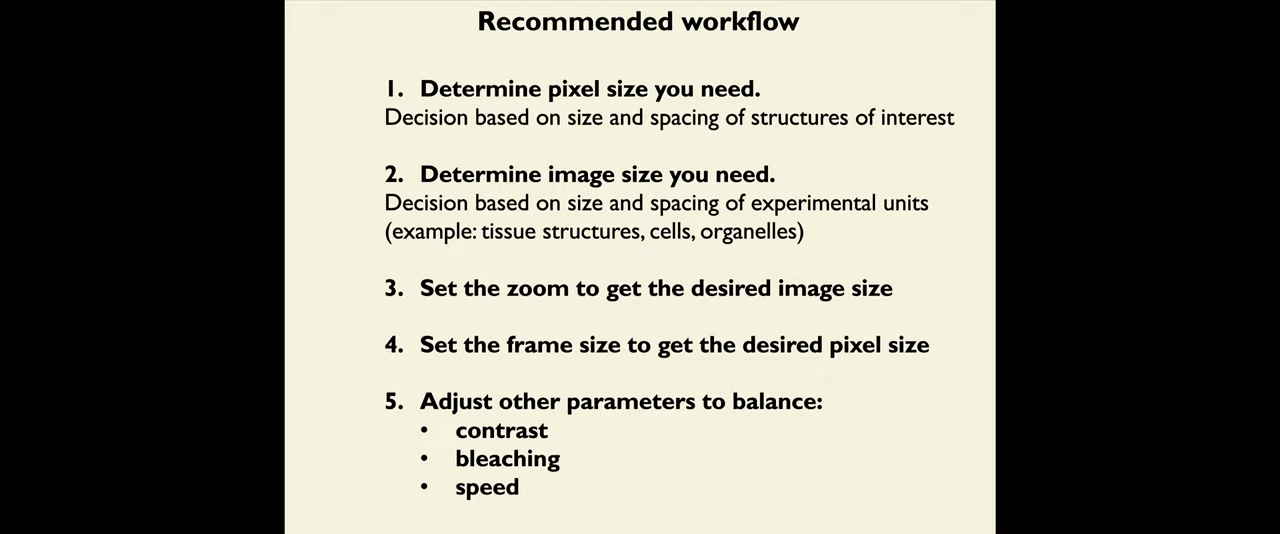 Recommended workflow
1. Determine pixel size you need.
Decision based on size and spacing of structures of interest
2. Determine image size you need.
Decision based on size and spacing of experimental units
(example: tissue structures, cells, organelles)
3. Set the zoom to get the desired image size
4. Set the frame size to get the desired pixel size
5. Adjust other parameters to balance:
• contrast
• bleaching
• speed